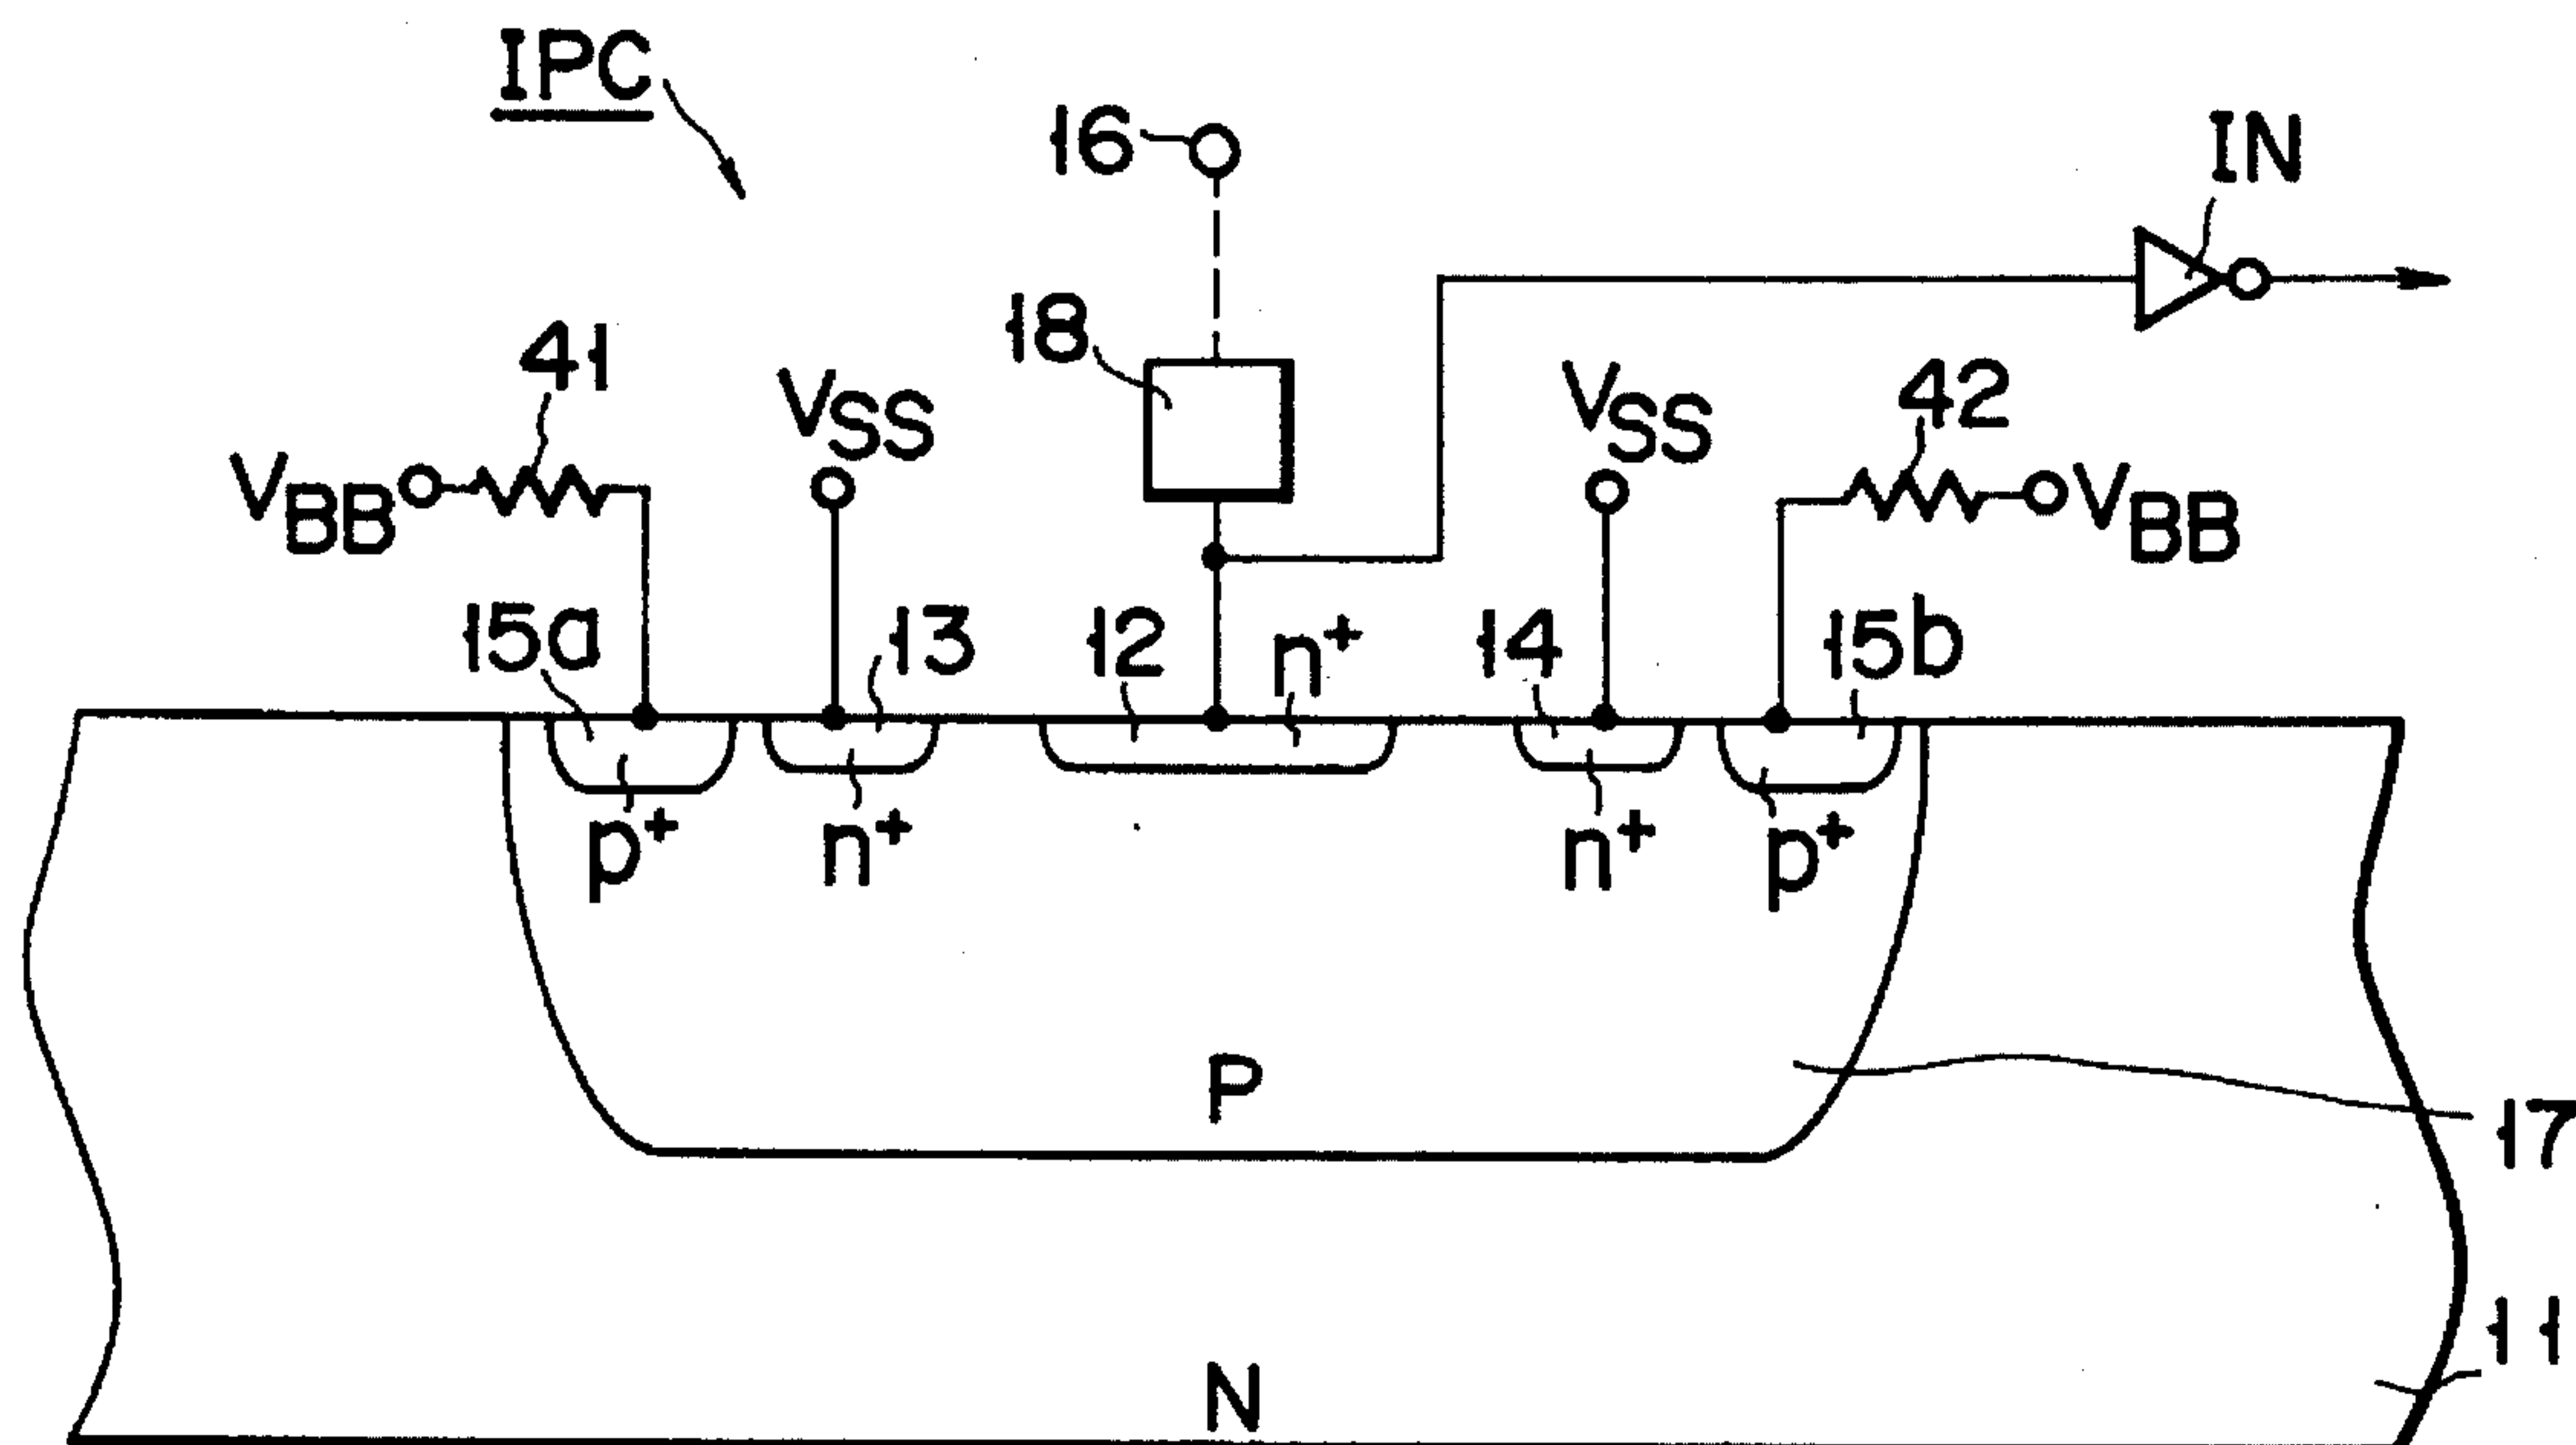 IPC
16
IN
18
41
VSS
VSS
42
VBB
VBB
15a
13
12
n+
14
15b
p+
n+
n+
p+
P
17
11
N